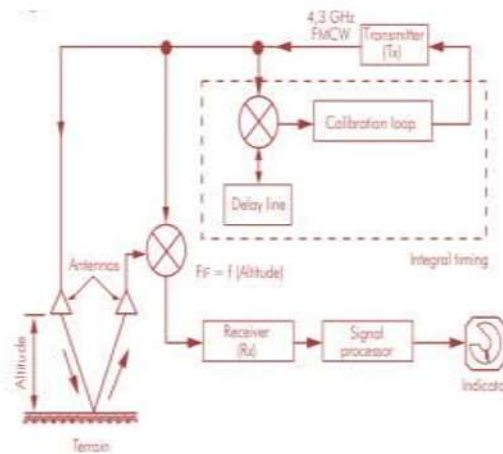 4,3 GHz
FMCW
Transmitter
(Tx)
Calibration loop
Delay line
Integral timing
Antennas
FIF = f (Altitude)
Altitude
Receiver
(Rx)
Signal
processor
Indicator
Terrain